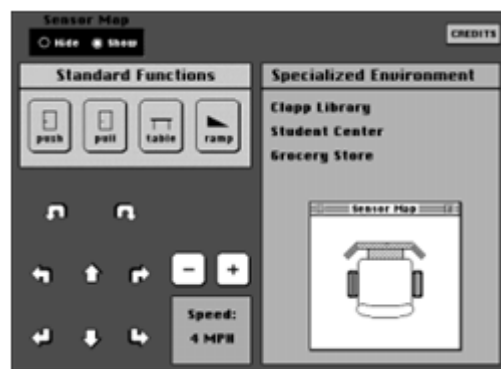 Sensor Map
Hide Show
CREDITS
Standard Functions
push pull table ramp
- +
Speed:
4 MPH
Specialized Environment
Clapp Library
Student Center
Grocery Store
Sensor Map